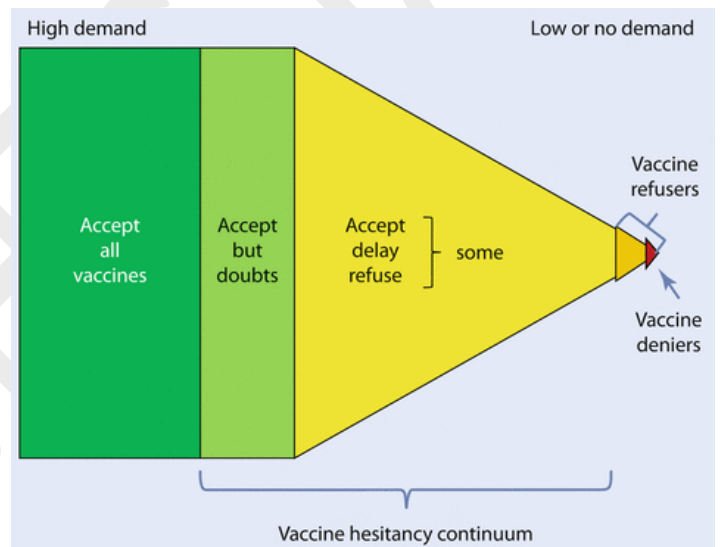 High demand
Low or no demand
Accept
all
vaccines
Accept
but
doubts
Accept
delay
refuse
some
Vaccine
refusers
Vaccine
deniers
Vaccine hesitancy continuum